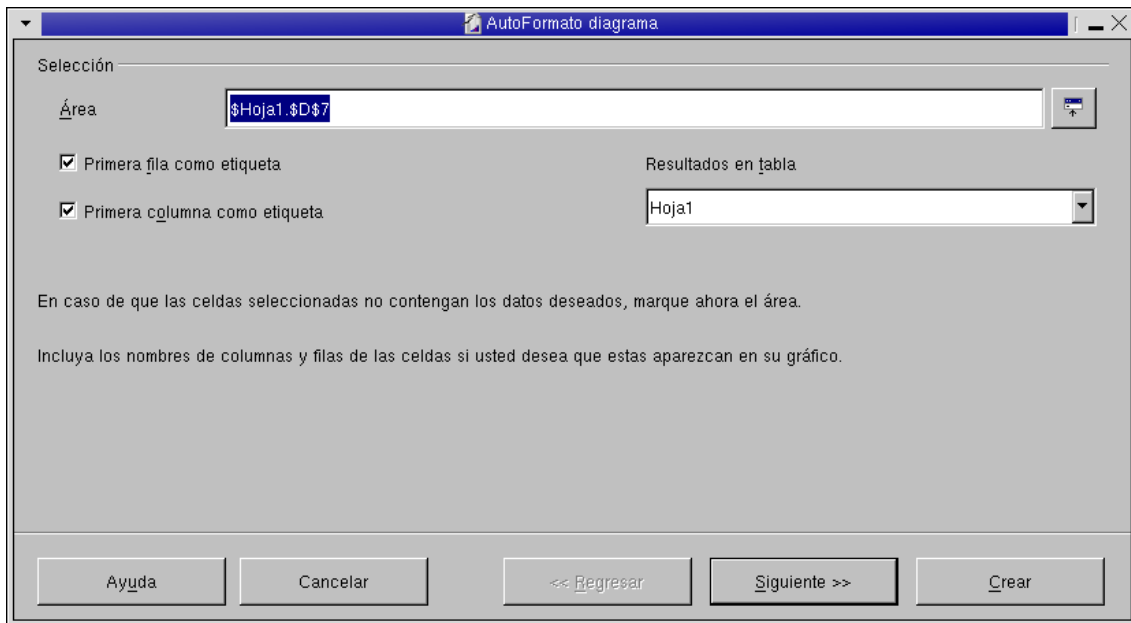 AutoFormato diagrama
Selección
Área
$Hoja1.$D$7
Primera fila como etiqueta
Resultados en tabla
Primera columna como etiqueta
Hoja1
En caso de que las celdas seleccionadas no contengan los datos deseados, marque ahora el área.
Incluya los nombres de columnas y filas de las celdas si usted desea que estas aparezcan en su gráfico.
Ayuda
Cancelar
<< Regresar
Siguiente >>
Crear